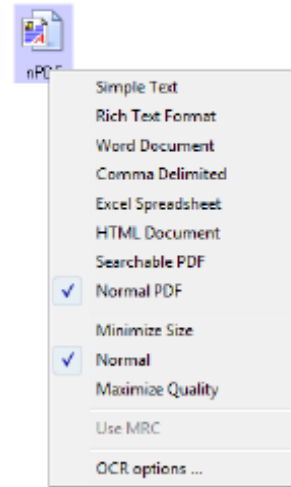 nPDF
Simple Text
Rich Text Format
Word Document
Comma Delimited
Excel Spreadsheet
HTML Document
Searchable PDF
Normal PDF
Minimize Size
Normal
Maximize Quality
Use MRC
OCR options ...